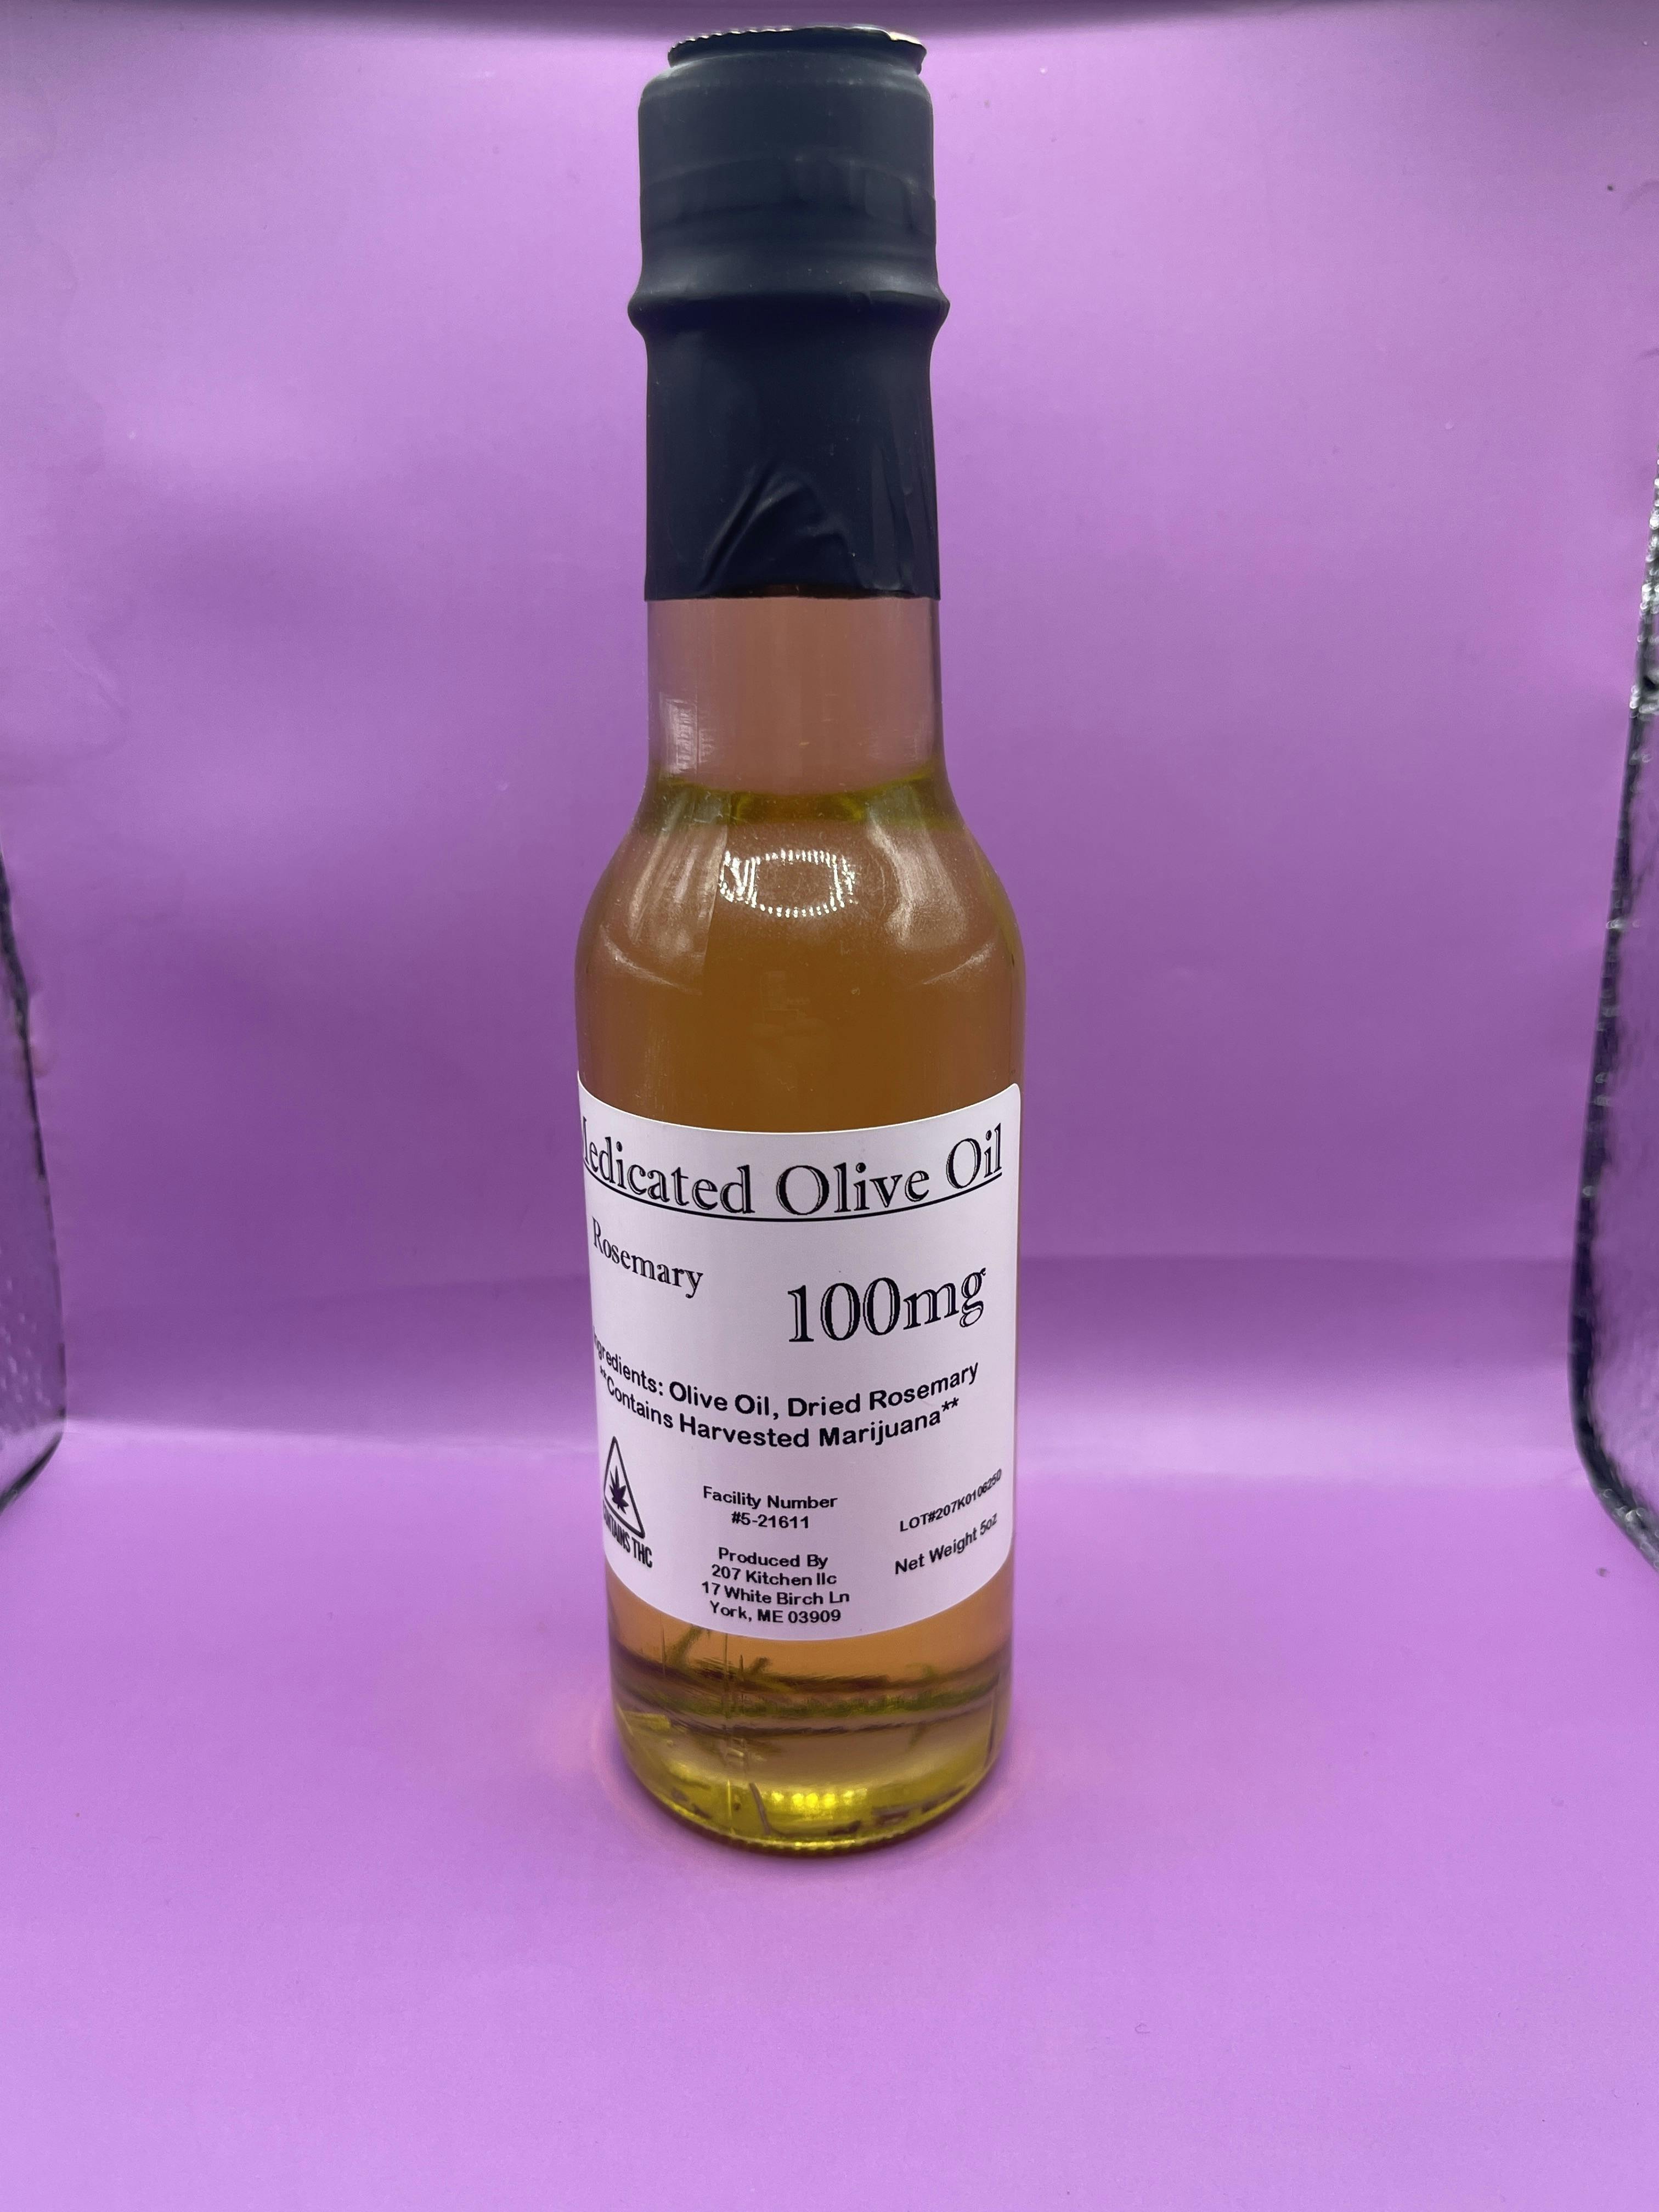 Medicated Olive Oil
Rosemary
100mg
Ingredients: Olive Oil, Dried Rosemary
**Contains Harvested Marijuana**
CONTAINS THC
Facility Number
#5-21611
LOT#207K010625D
Net Weight 5oz
Produced By
207 Kitchen llc
17 White Birch Ln
York, ME 03909